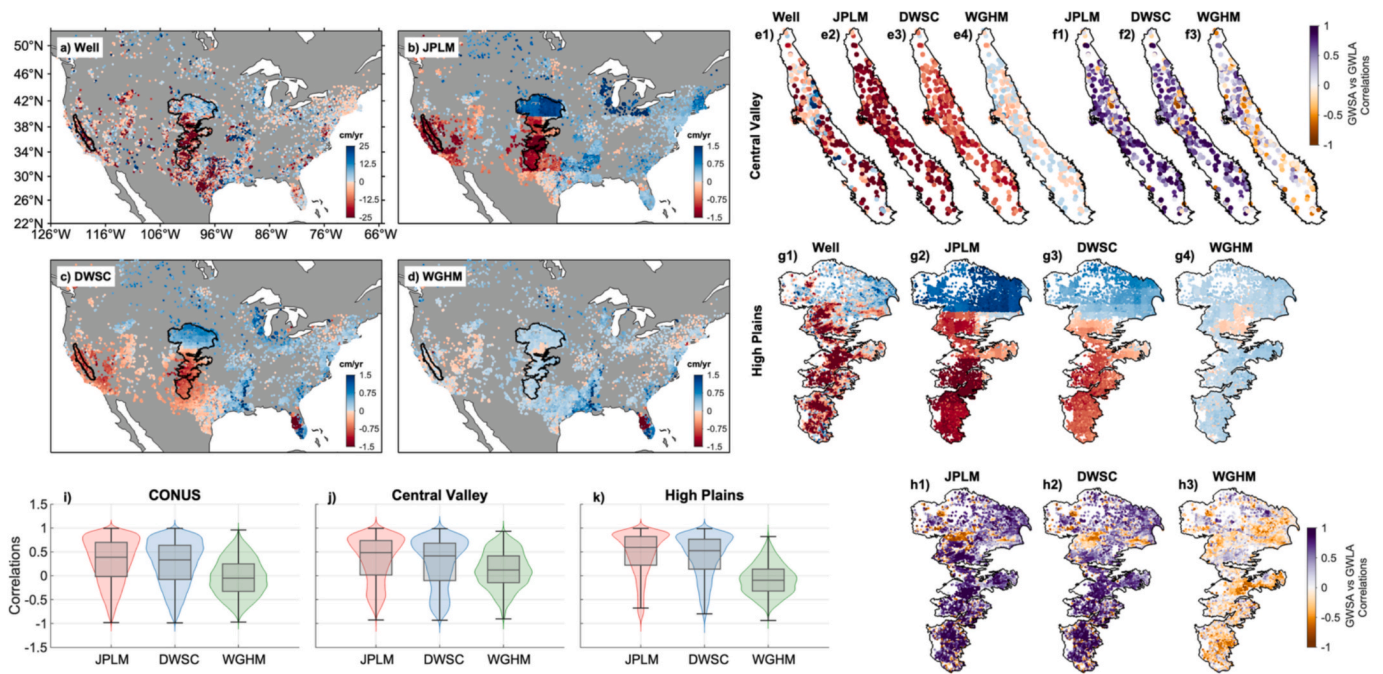 a) Well
52°N
46°N
42°N
38°N
34°N
30°N
26°N
22°N
126°W 116°W 106°W 96°W 86°W 76°W 66°W
cm/yr
25
0
-25
b) JPLM
cm/yr
1.5
0.75
0
-0.75
-1.5
c) DWSC
cm/yr
1.5
0.75
0
-0.75
-1.5
d) WGHM
cm/yr
1.5
0.75
0
-0.75
-1.5
Central Valley
Well JPLM DWSC WGHM
e1) e2) e3) e4)
JPLM DWSC WGHM
f1) f2) f3)
1
0.5
0
-0.5
-1
GWSA vs GWLA
Correlations
High Plains
Well JPLM DWSC WGHM
g1) g2) g3) g4)
JPLM DWSC WGHM
h1) h2) h3)
1
0.5
0
-0.5
-1
GWSA vs GWLA
Correlations
i) CONUS
j) Central Valley
k) High Plains
Correlations
1.5
1
0.5
0
-0.5
-1
-1.5
JPLM DWSC WGHM
JPLM DWSC WGHM
JPLM DWSC WGHM